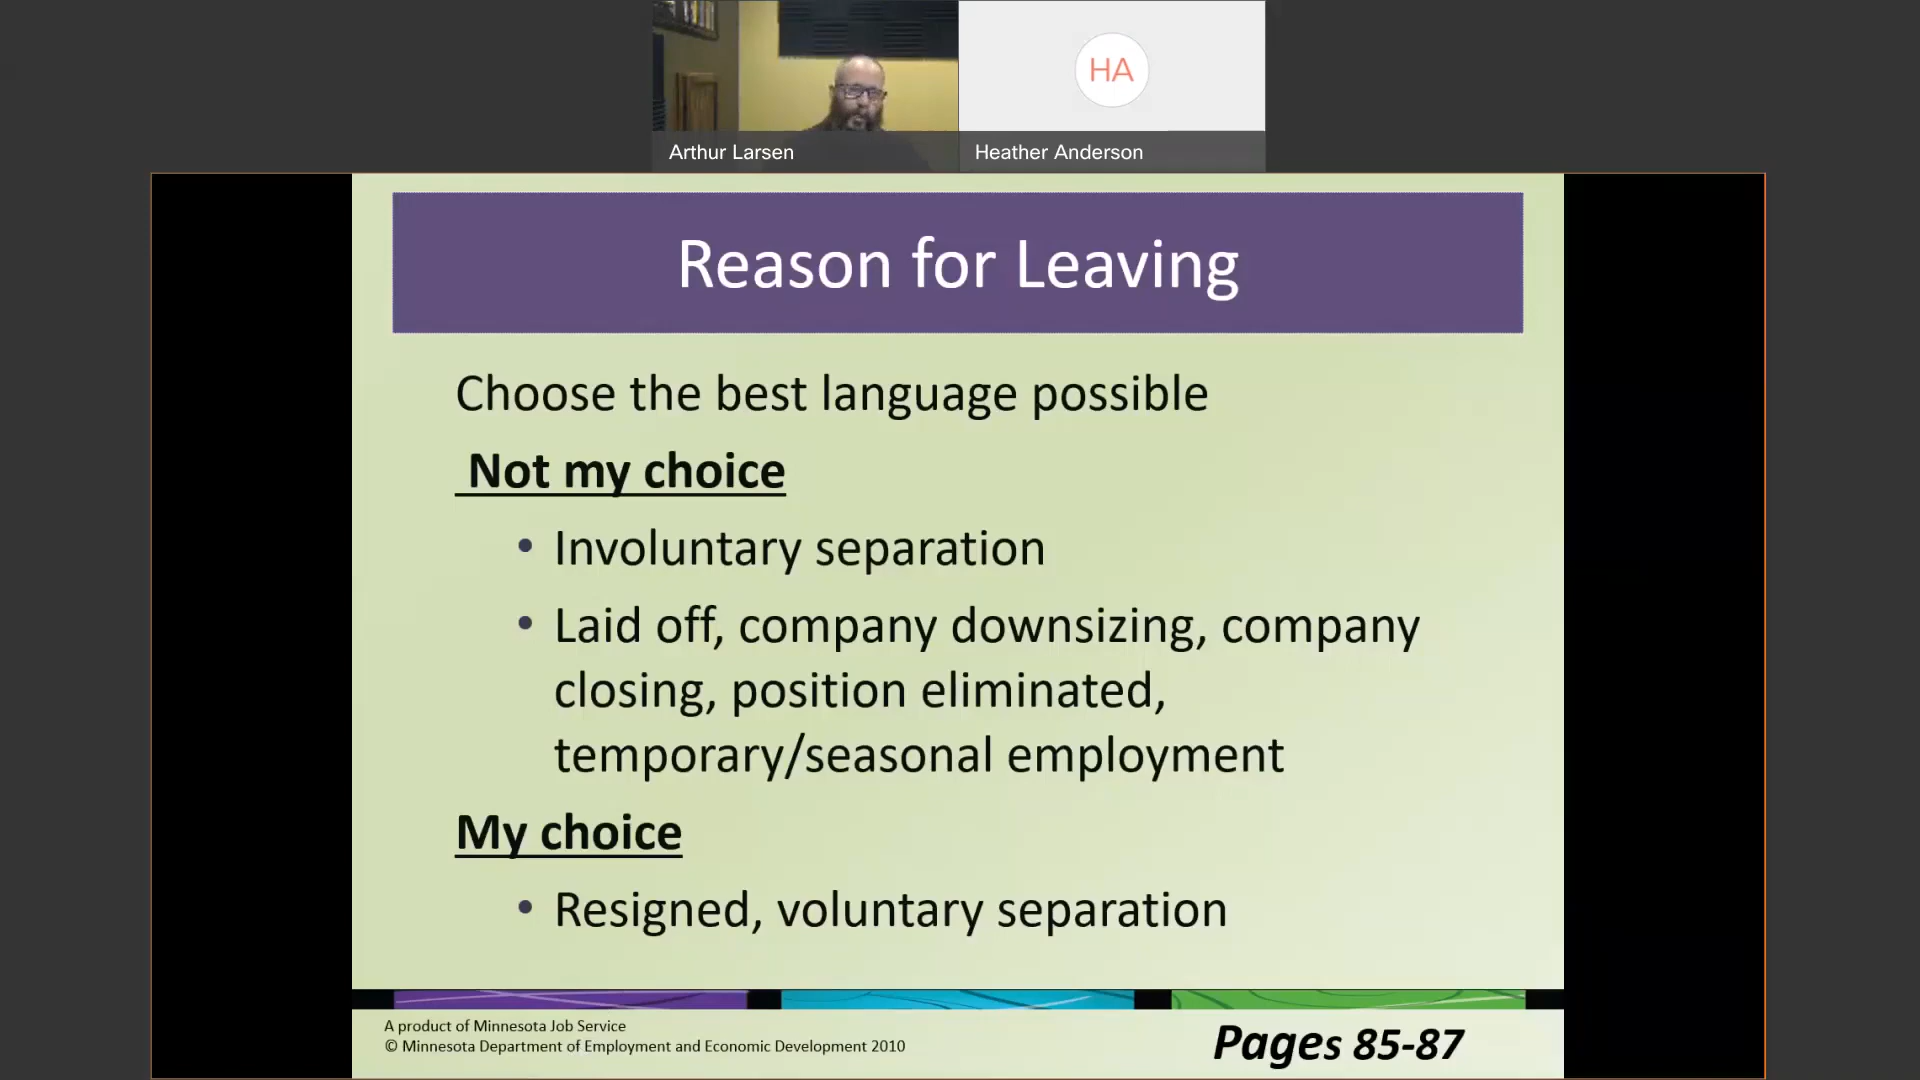 HA
Arthur Larsen
Heather Anderson
Reason for Leaving
Choose the best language possible
Not my choice
• Involuntary separation
• Laid off, company downsizing, company
closing, position eliminated,
temporary/seasonal employment
My choice
• Resigned, voluntary separation
A product of Minnesota Job Service
© Minnesota Department of Employment and Economic Development 2010
Pages 85-87